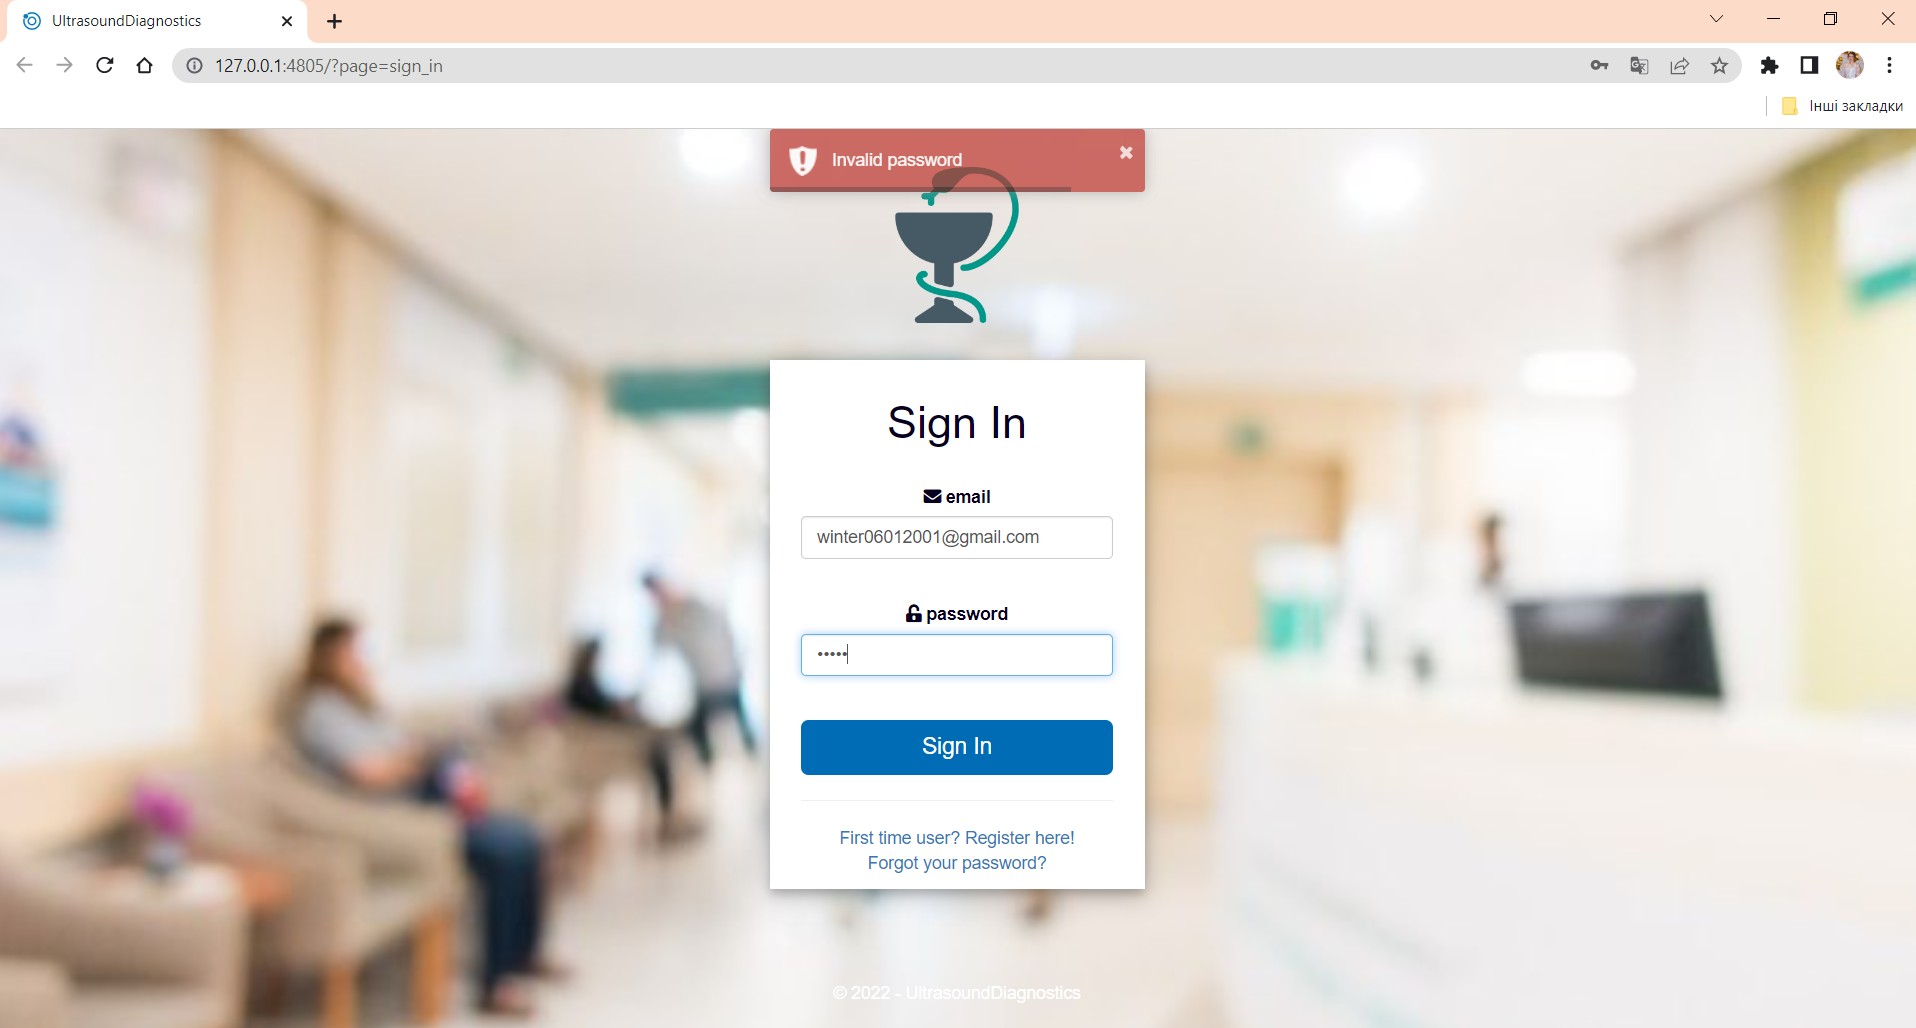 UltrasoundDiagnostics
127.0.0.1:4805/?page=sign_in
Інші закладки
Invalid password
Sign In
email
winter06012001@gmail.com
password
Sign In
First time user? Register here!
Forgot your password?
© 2022 - UltrasoundDiagnostics